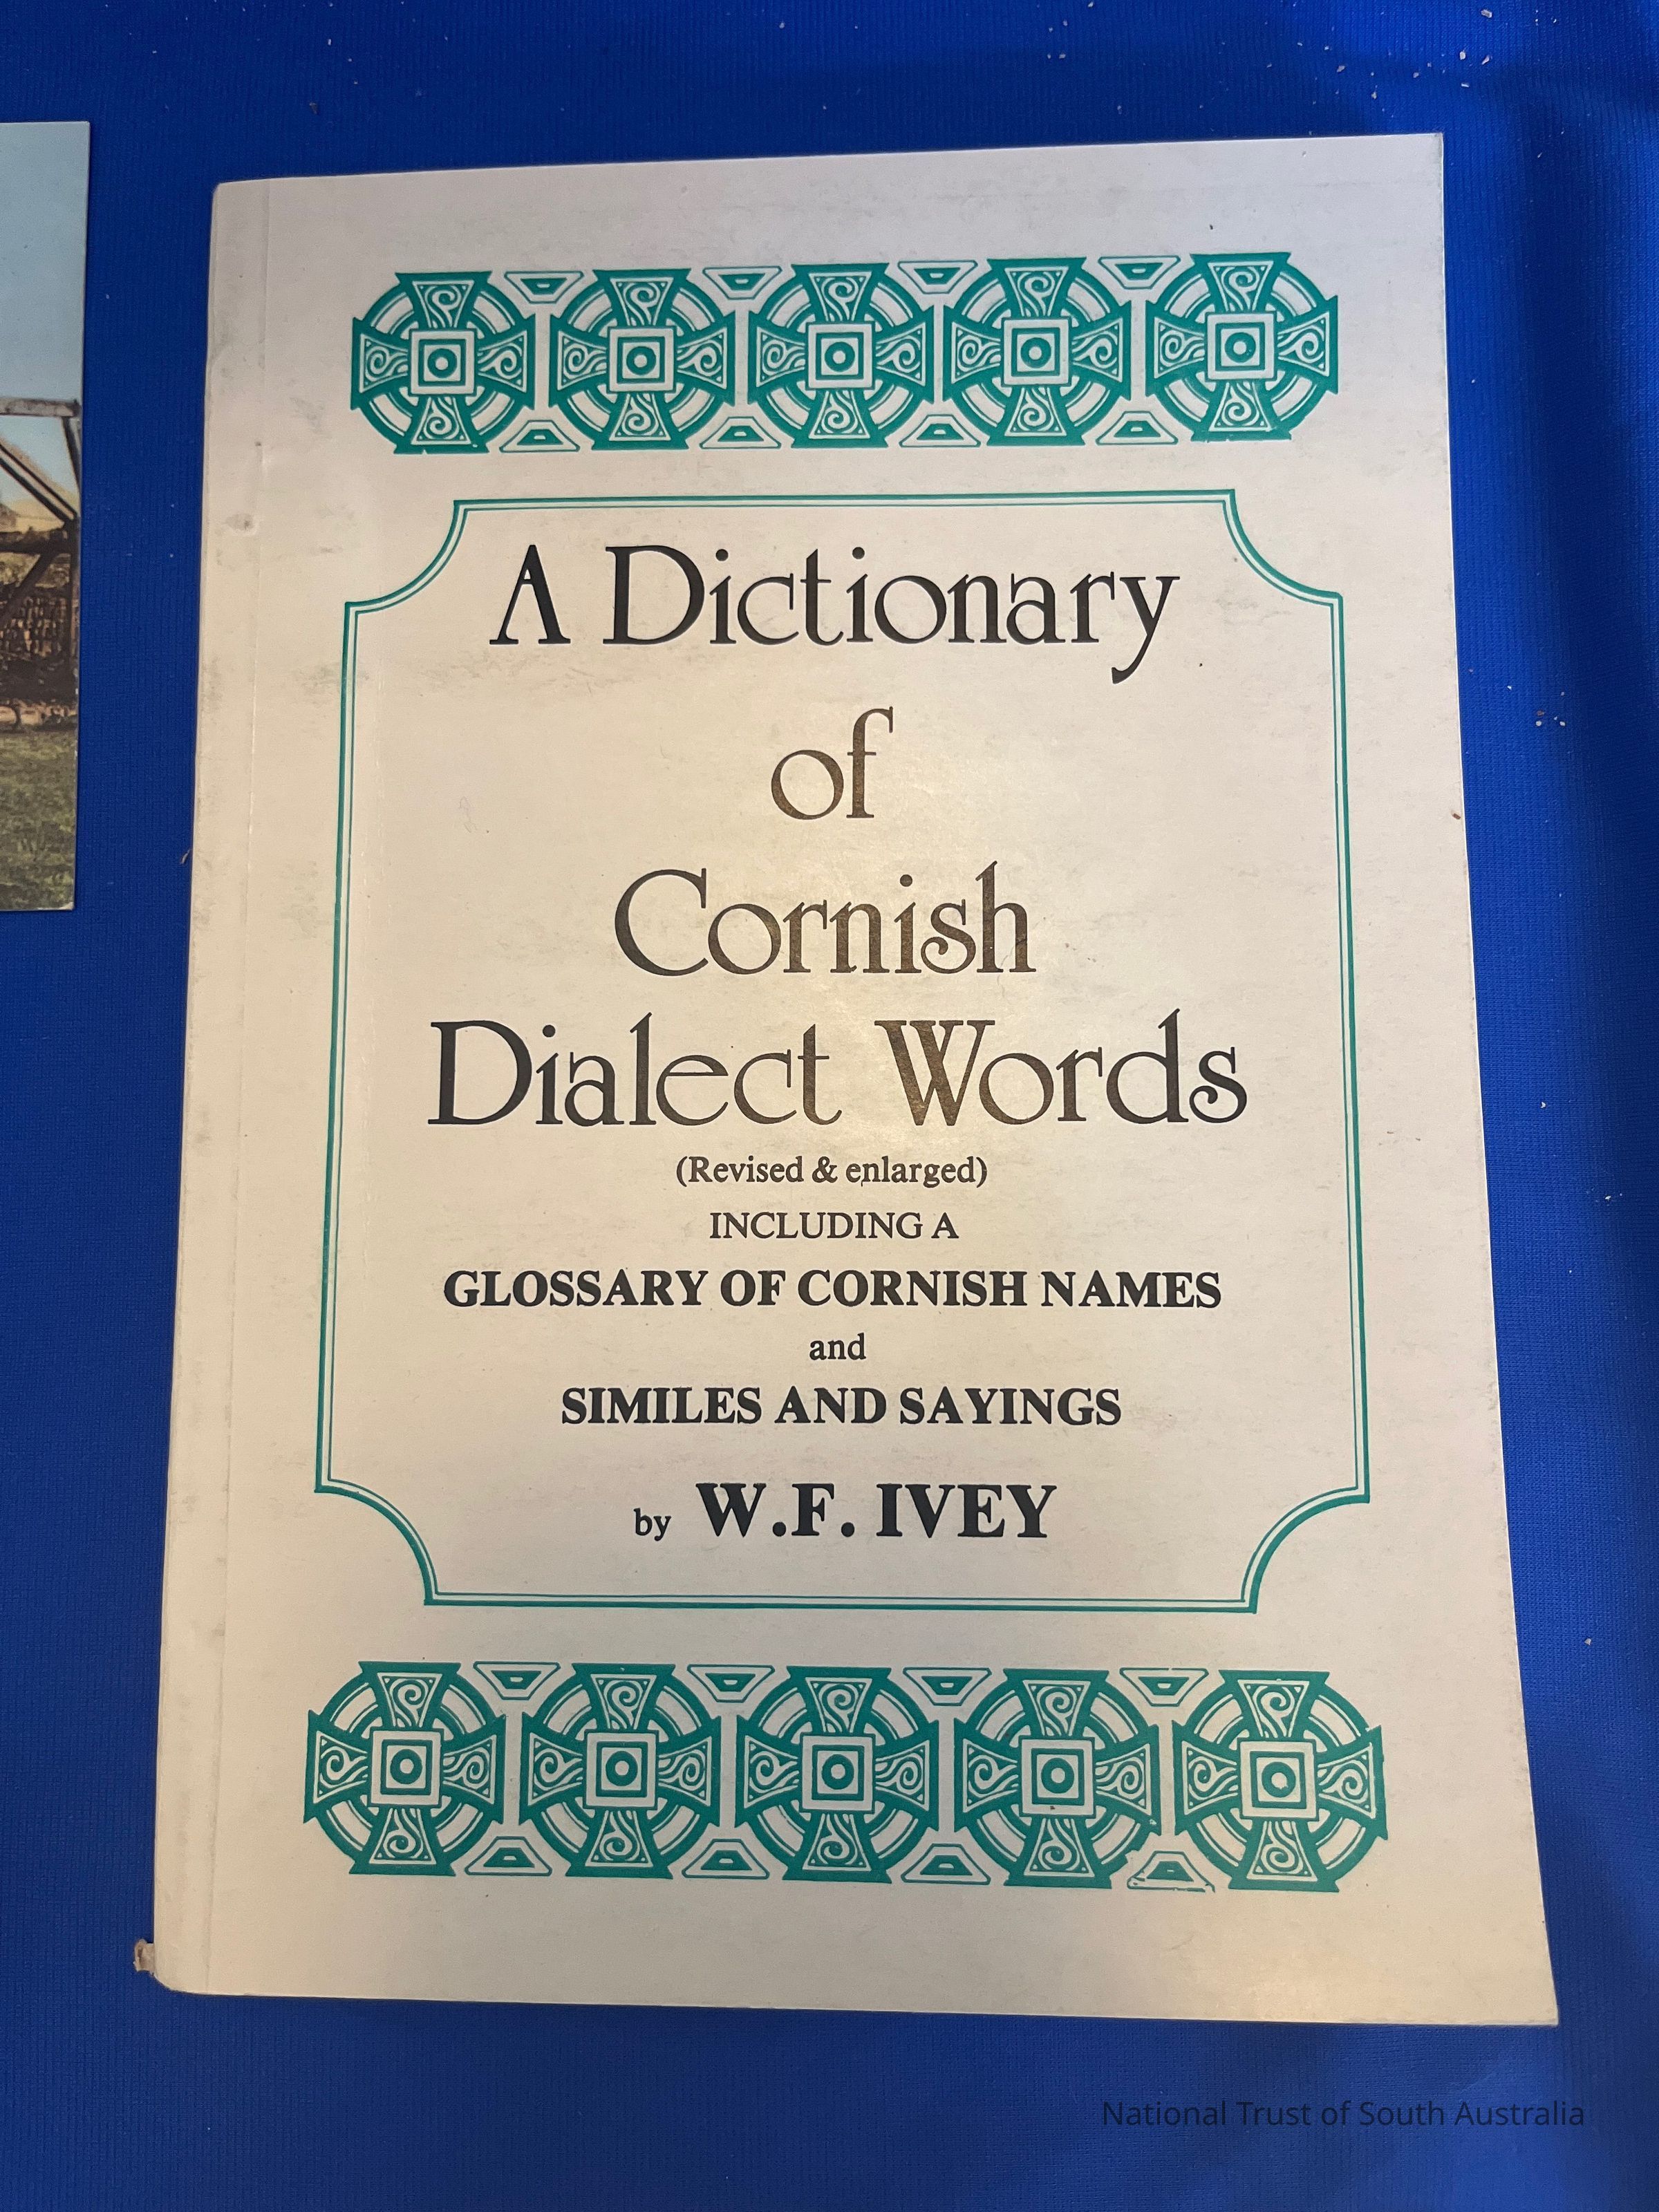 A Dictionary
of
Cornish
Dialect Words
(Revised & enlarged)
INCLUDING A
GLOSSARY OF CORNISH NAMES
and
SIMILES AND SAYINGS
by W.F. IVEY
National Trust of South Australia